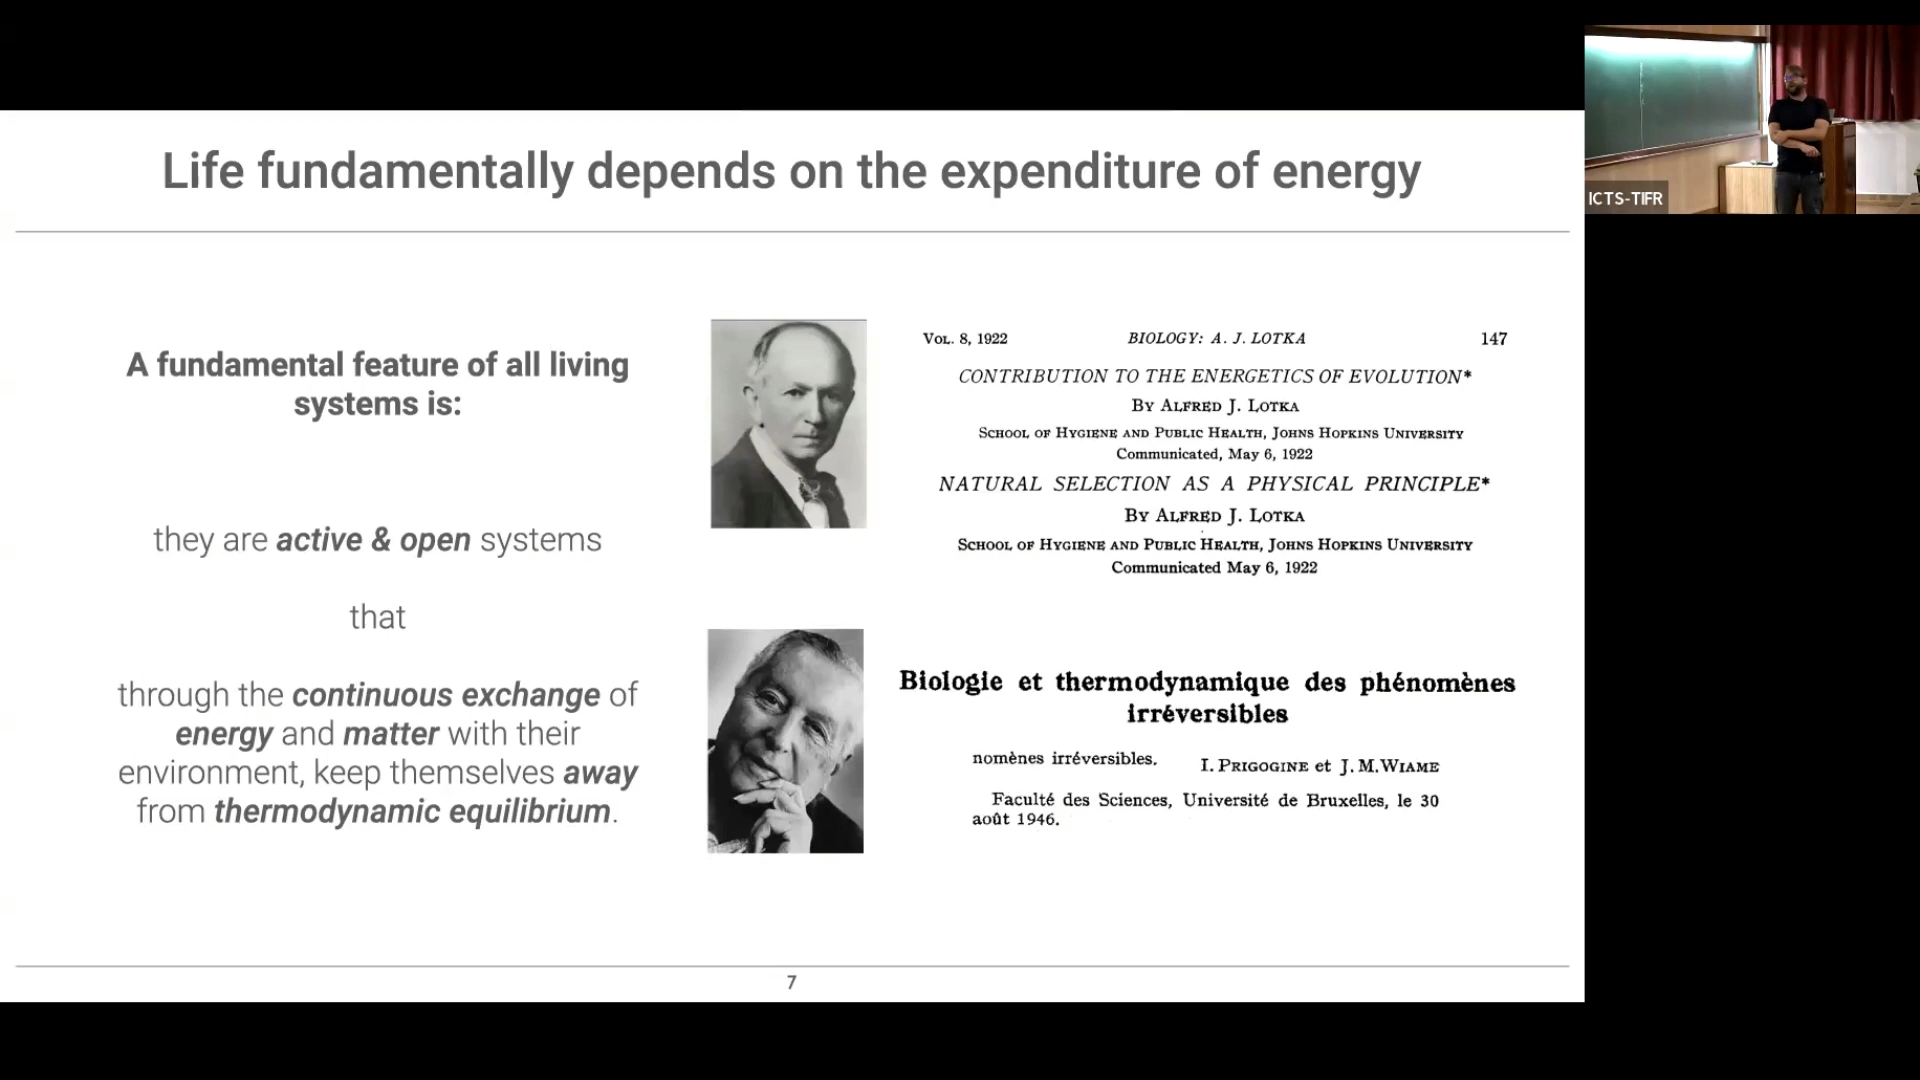 Life fundamentally depends on the expenditure of energy
A fundamental feature of all living
systems is:
they are active & open systems
that
through the continuous exchange of
energy and matter with their
environment, keep themselves away
from thermodynamic equilibrium.
VOL. 8, 1922 BIOLOGY: A. J. LOTKA 147
CONTRIBUTION TO THE ENERGETICS OF EVOLUTION*
BY ALFRED J. LOTKA
SCHOOL OF HYGIENE AND PUBLIC HEALTH, JOHNS HOPKINS UNIVERSITY
Communicated, May 6, 1922
NATURAL SELECTION AS A PHYSICAL PRINCIPLE*
BY ALFRED J. LOTKA
SCHOOL OF HYGIENE AND PUBLIC HEALTH, JOHNS HOPKINS UNIVERSITY
Communicated May 6, 1922
Biologie et thermodynamique des phénomènes
irréversibles
nomènes irréversibles. I. PRIGOGINE et J. M. WIAME
Faculté des Sciences, Université de Bruxelles, le 30
août 1946.
7
ICTS-TIFR